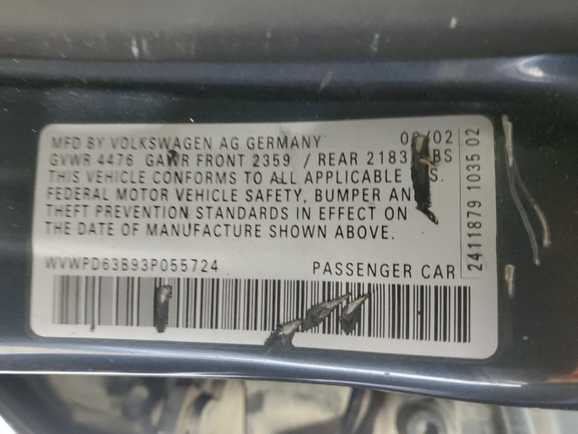 MFD BY VOLKSWAGEN AG GERMANY
GVWR 4476 GAWR FRONT 2359 / REAR 2183
THIS VEHICLE CONFORMS TO ALL APPLICABLE
FEDERAL MOTOR VEHICLE SAFETY, BUMPER AND
THEFT PREVENTION STANDARDS IN EFFECT ON
THE DATE OF MANUFACTURE SHOWN ABOVE.
WVWPD63B93P055724 PASSENGER CAR
2411879 1035 02